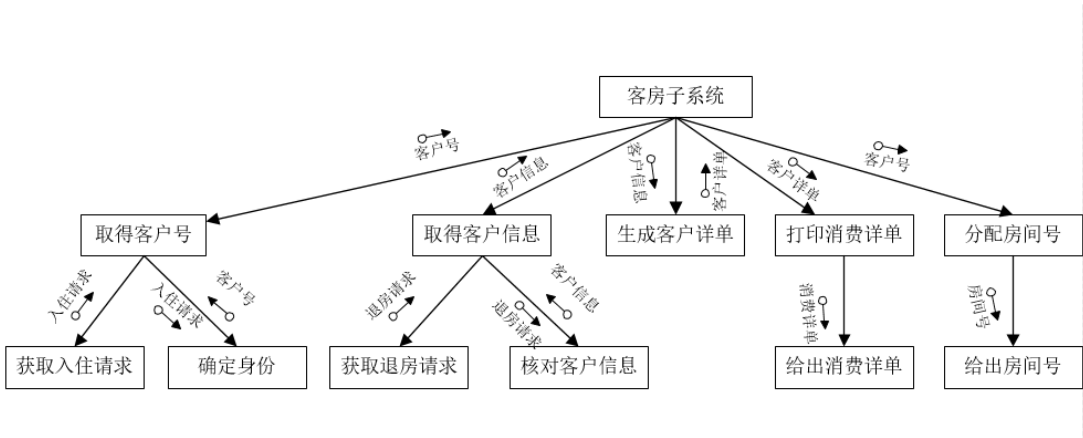 客房子系统
客户号
客户信息
客户信息
客户详单
客户详单
客户号
取得客户号
取得客户信息
生成客户详单
打印消费详单
分配房间号
入住请求
入住请求
客户号
退房请求
退房请求
客户信息
消费详单
房间号
获取入住请求
确定身份
获取退房请求
核对客户信息
给出消费详单
给出房间号